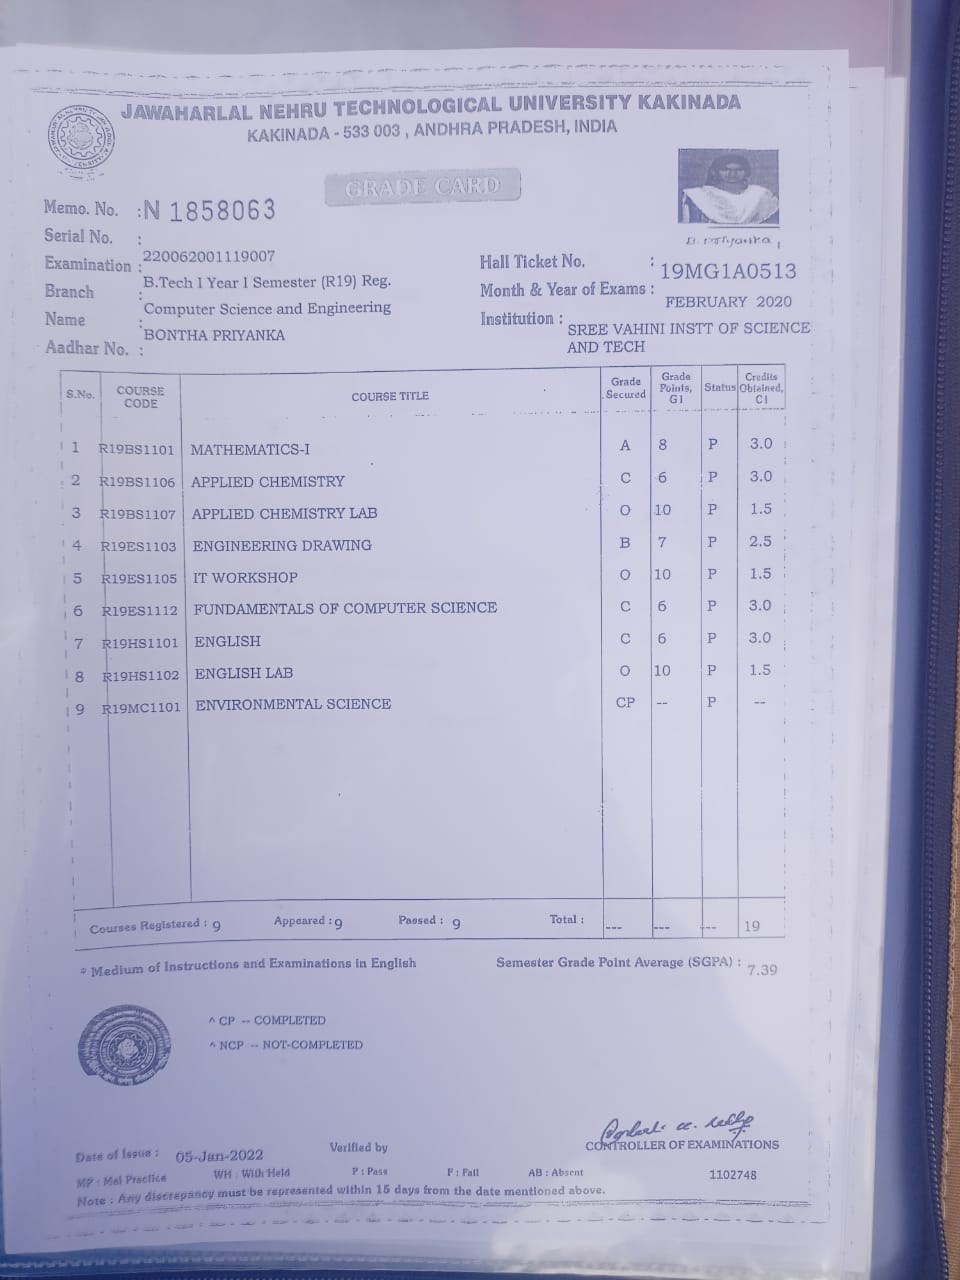 JAWAHARLAL NEHRU TECHNOLOGICAL UNIVERSITY KAKINADA
KAKINADA - 533 003 , ANDHRA PRADESH, INDIA
GRADE CARD
Memo. No. : N 1858063
Serial No. : 220062001119007
Examination : B.Tech I Year I Semester (R19) Reg.
Branch : Computer Science and Engineering
Name : BONTHA PRIYANKA
Aadhar No. :
B. Priyanka
Hall Ticket No. : 19MG1A0513
Month & Year of Exams : FEBRUARY 2020
Institution : SREE VAHINI INSTT OF SCIENCE
AND TECH
S.No. COURSE CODE COURSE TITLE Grade Secured Grade Points, Gi Status Credits Obtained, Ci
1 R19BS1101 MATHEMATICS-I A 8 P 3.0
2 R19BS1106 APPLIED CHEMISTRY C 6 P 3.0
3 R19BS1107 APPLIED CHEMISTRY LAB O 10 P 1.5
4 R19ES1103 ENGINEERING DRAWING B 7 P 2.5
5 R19ES1105 IT WORKSHOP O 10 P 1.5
6 R19ES1112 FUNDAMENTALS OF COMPUTER SCIENCE C 6 P 3.0
7 R19HS1101 ENGLISH C 6 P 3.0
8 R19HS1102 ENGLISH LAB O 10 P 1.5
9 R19MC1101 ENVIRONMENTAL SCIENCE CP -- P --
Courses Registered : 9 Appeared : 9 Passed : 9 Total : --- --- --- 19
* Medium of Instructions and Examinations in English Semester Grade Point Average (SGPA) : 7.39
^ CP -- COMPLETED
^ NCP -- NOT-COMPLETED
CONTROLLER OF EXAMINATIONS
Date of Issue : 05-Jan-2022 Verified by
MP : Mal Practice WH : With Held P : Pass F : Fail AB : Absent 1102748
Note : Any discrepancy must be represented within 15 days from the date mentioned above.